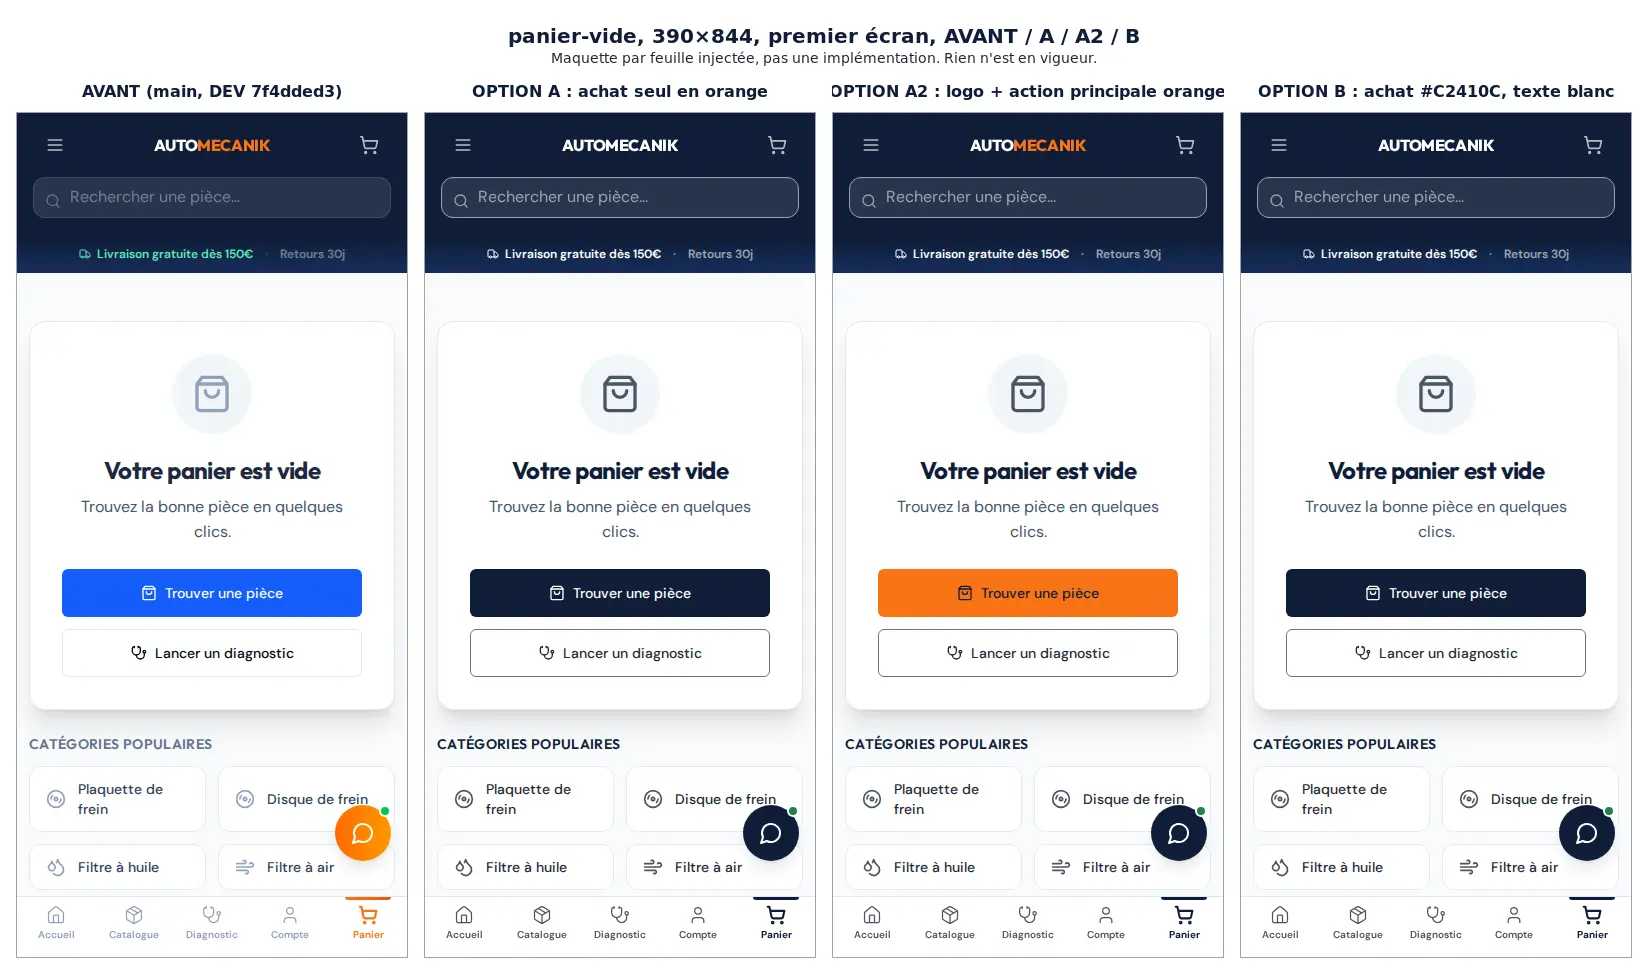 panier-vide, 390×844, premier écran, AVANT / A / A2 / B
Maquette par feuille injectée, pas une implémentation. Rien n'est en vigueur.
AVANT (main, DEV 7f4dded3)
AUTOMECANIK
Rechercher une pièce...
Livraison gratuite dès 150€ · Retours 30j
Votre panier est vide
Trouvez la bonne pièce en quelques
clics.
Trouver une pièce
Lancer un diagnostic
CATÉGORIES POPULAIRES
Plaquette de
frein
Disque de frein
Filtre à huile
Filtre à air
Accueil
Catalogue
Diagnostic
Compte
Panier
OPTION A : achat seul en orange
AUTOMECANIK
Rechercher une pièce...
Livraison gratuite dès 150€ · Retours 30j
Votre panier est vide
Trouvez la bonne pièce en quelques
clics.
Trouver une pièce
Lancer un diagnostic
CATÉGORIES POPULAIRES
Plaquette de
frein
Disque de frein
Filtre à huile
Filtre à air
Accueil
Catalogue
Diagnostic
Compte
Panier
OPTION A2 : logo + action principale orange
AUTOMECANIK
Rechercher une pièce...
Livraison gratuite dès 150€ · Retours 30j
Votre panier est vide
Trouvez la bonne pièce en quelques
clics.
Trouver une pièce
Lancer un diagnostic
CATÉGORIES POPULAIRES
Plaquette de
frein
Disque de frein
Filtre à huile
Filtre à air
Accueil
Catalogue
Diagnostic
Compte
Panier
OPTION B : achat #C2410C, texte blanc
AUTOMECANIK
Rechercher une pièce...
Livraison gratuite dès 150€ · Retours 30j
Votre panier est vide
Trouvez la bonne pièce en quelques
clics.
Trouver une pièce
Lancer un diagnostic
CATÉGORIES POPULAIRES
Plaquette de
frein
Disque de frein
Filtre à huile
Filtre à air
Accueil
Catalogue
Diagnostic
Compte
Panier